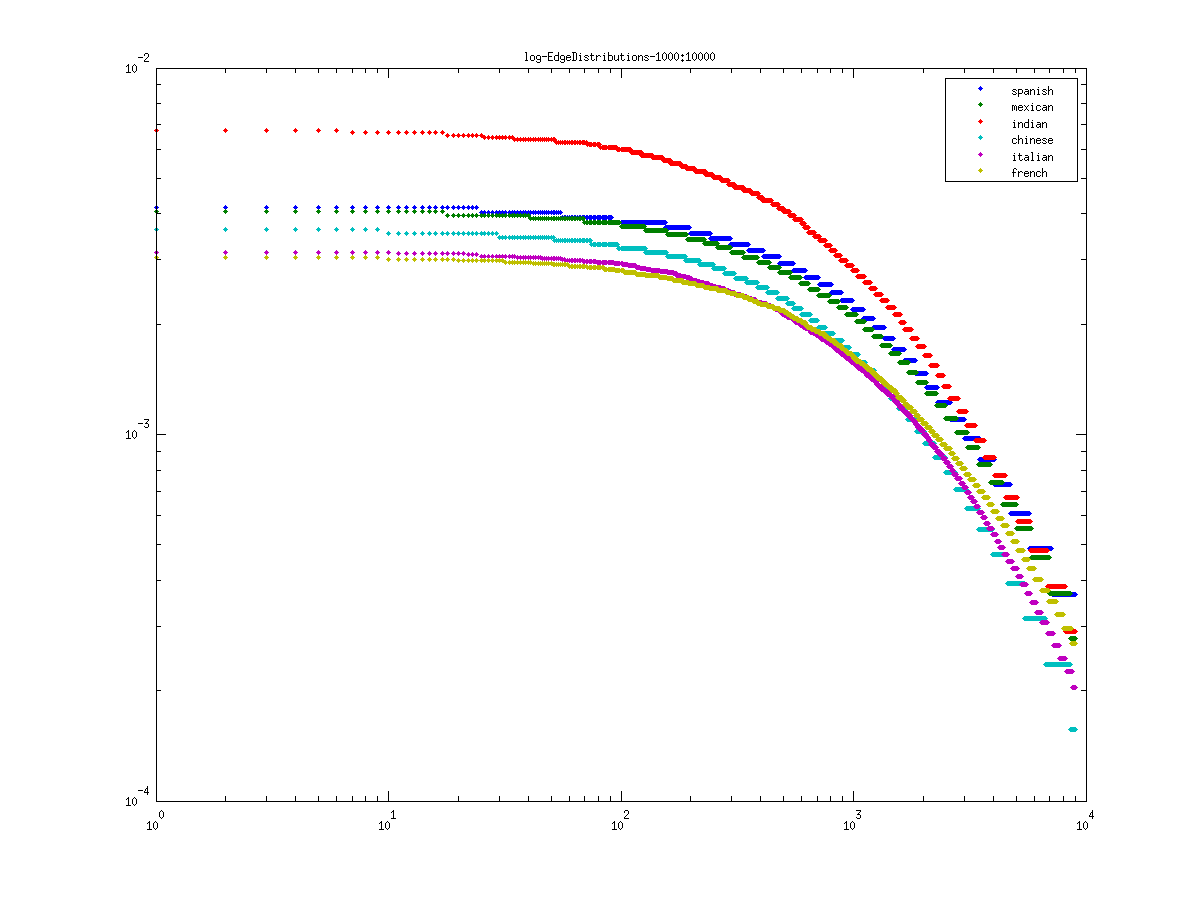 log-EdgeDistributions-1000:10000
10^-2
spanish
mexican
indian
chinese
italian
french
10^-3
10^-4
10^0 10^1 10^2 10^3 10^4